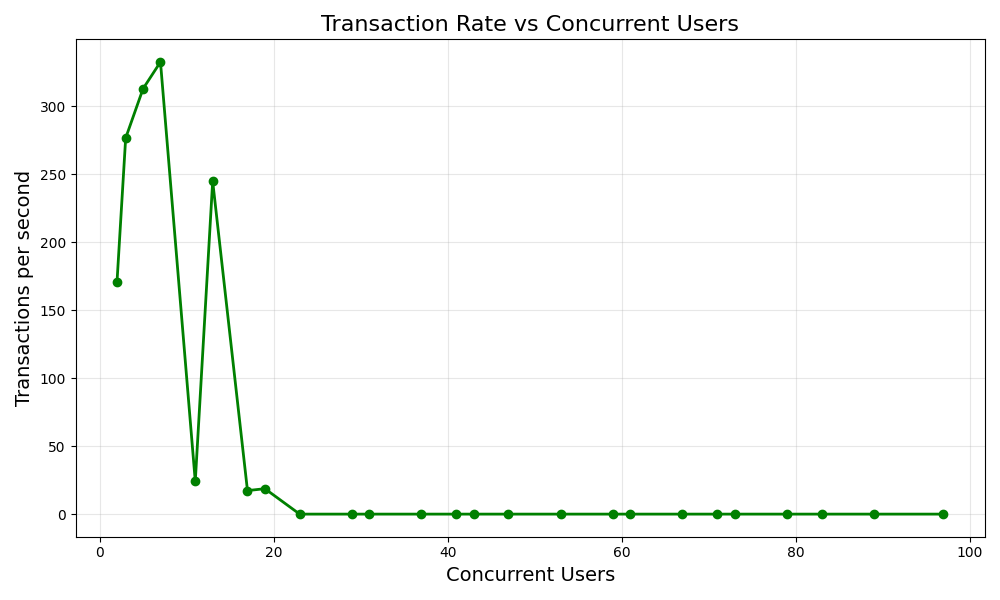 Transaction Rate vs Concurrent Users
Transactions per second
300
250
200
150
100
50
0
0 20 40 60 80 100
Concurrent Users